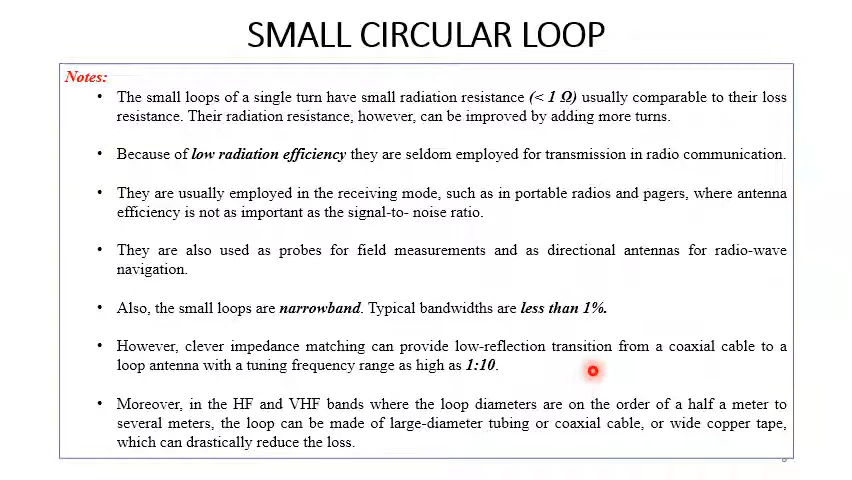 SMALL CIRCULAR LOOP
Notes:
• The small loops of a single turn have small radiation resistance (< 1 Ω) usually comparable to their loss
resistance. Their radiation resistance, however, can be improved by adding more turns.
• Because of low radiation efficiency they are seldom employed for transmission in radio communication.
• They are usually employed in the receiving mode, such as in portable radios and pagers, where antenna
efficiency is not as important as the signal-to- noise ratio.
• They are also used as probes for field measurements and as directional antennas for radio-wave
navigation.
• Also, the small loops are narrowband. Typical bandwidths are less than 1%.
• However, clever impedance matching can provide low-reflection transition from a coaxial cable to a
loop antenna with a tuning frequency range as high as 1:10.
• Moreover, in the HF and VHF bands where the loop diameters are on the order of a half a meter to
several meters, the loop can be made of large-diameter tubing or coaxial cable, or wide copper tape,
which can drastically reduce the loss.